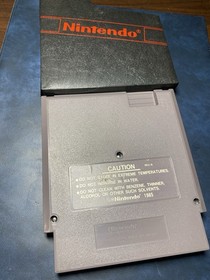 Nintendo®
CAUTION
●DO NOT STORE IN EXTREME TEMPERATURES.
●DO NOT IMMERSE IN WATER.
●DO NOT CLEAN WITH BENZENE, THINNER,
ALCOHOL OR OTHER SUCH SOLVENTS.
©Nintendo 1985